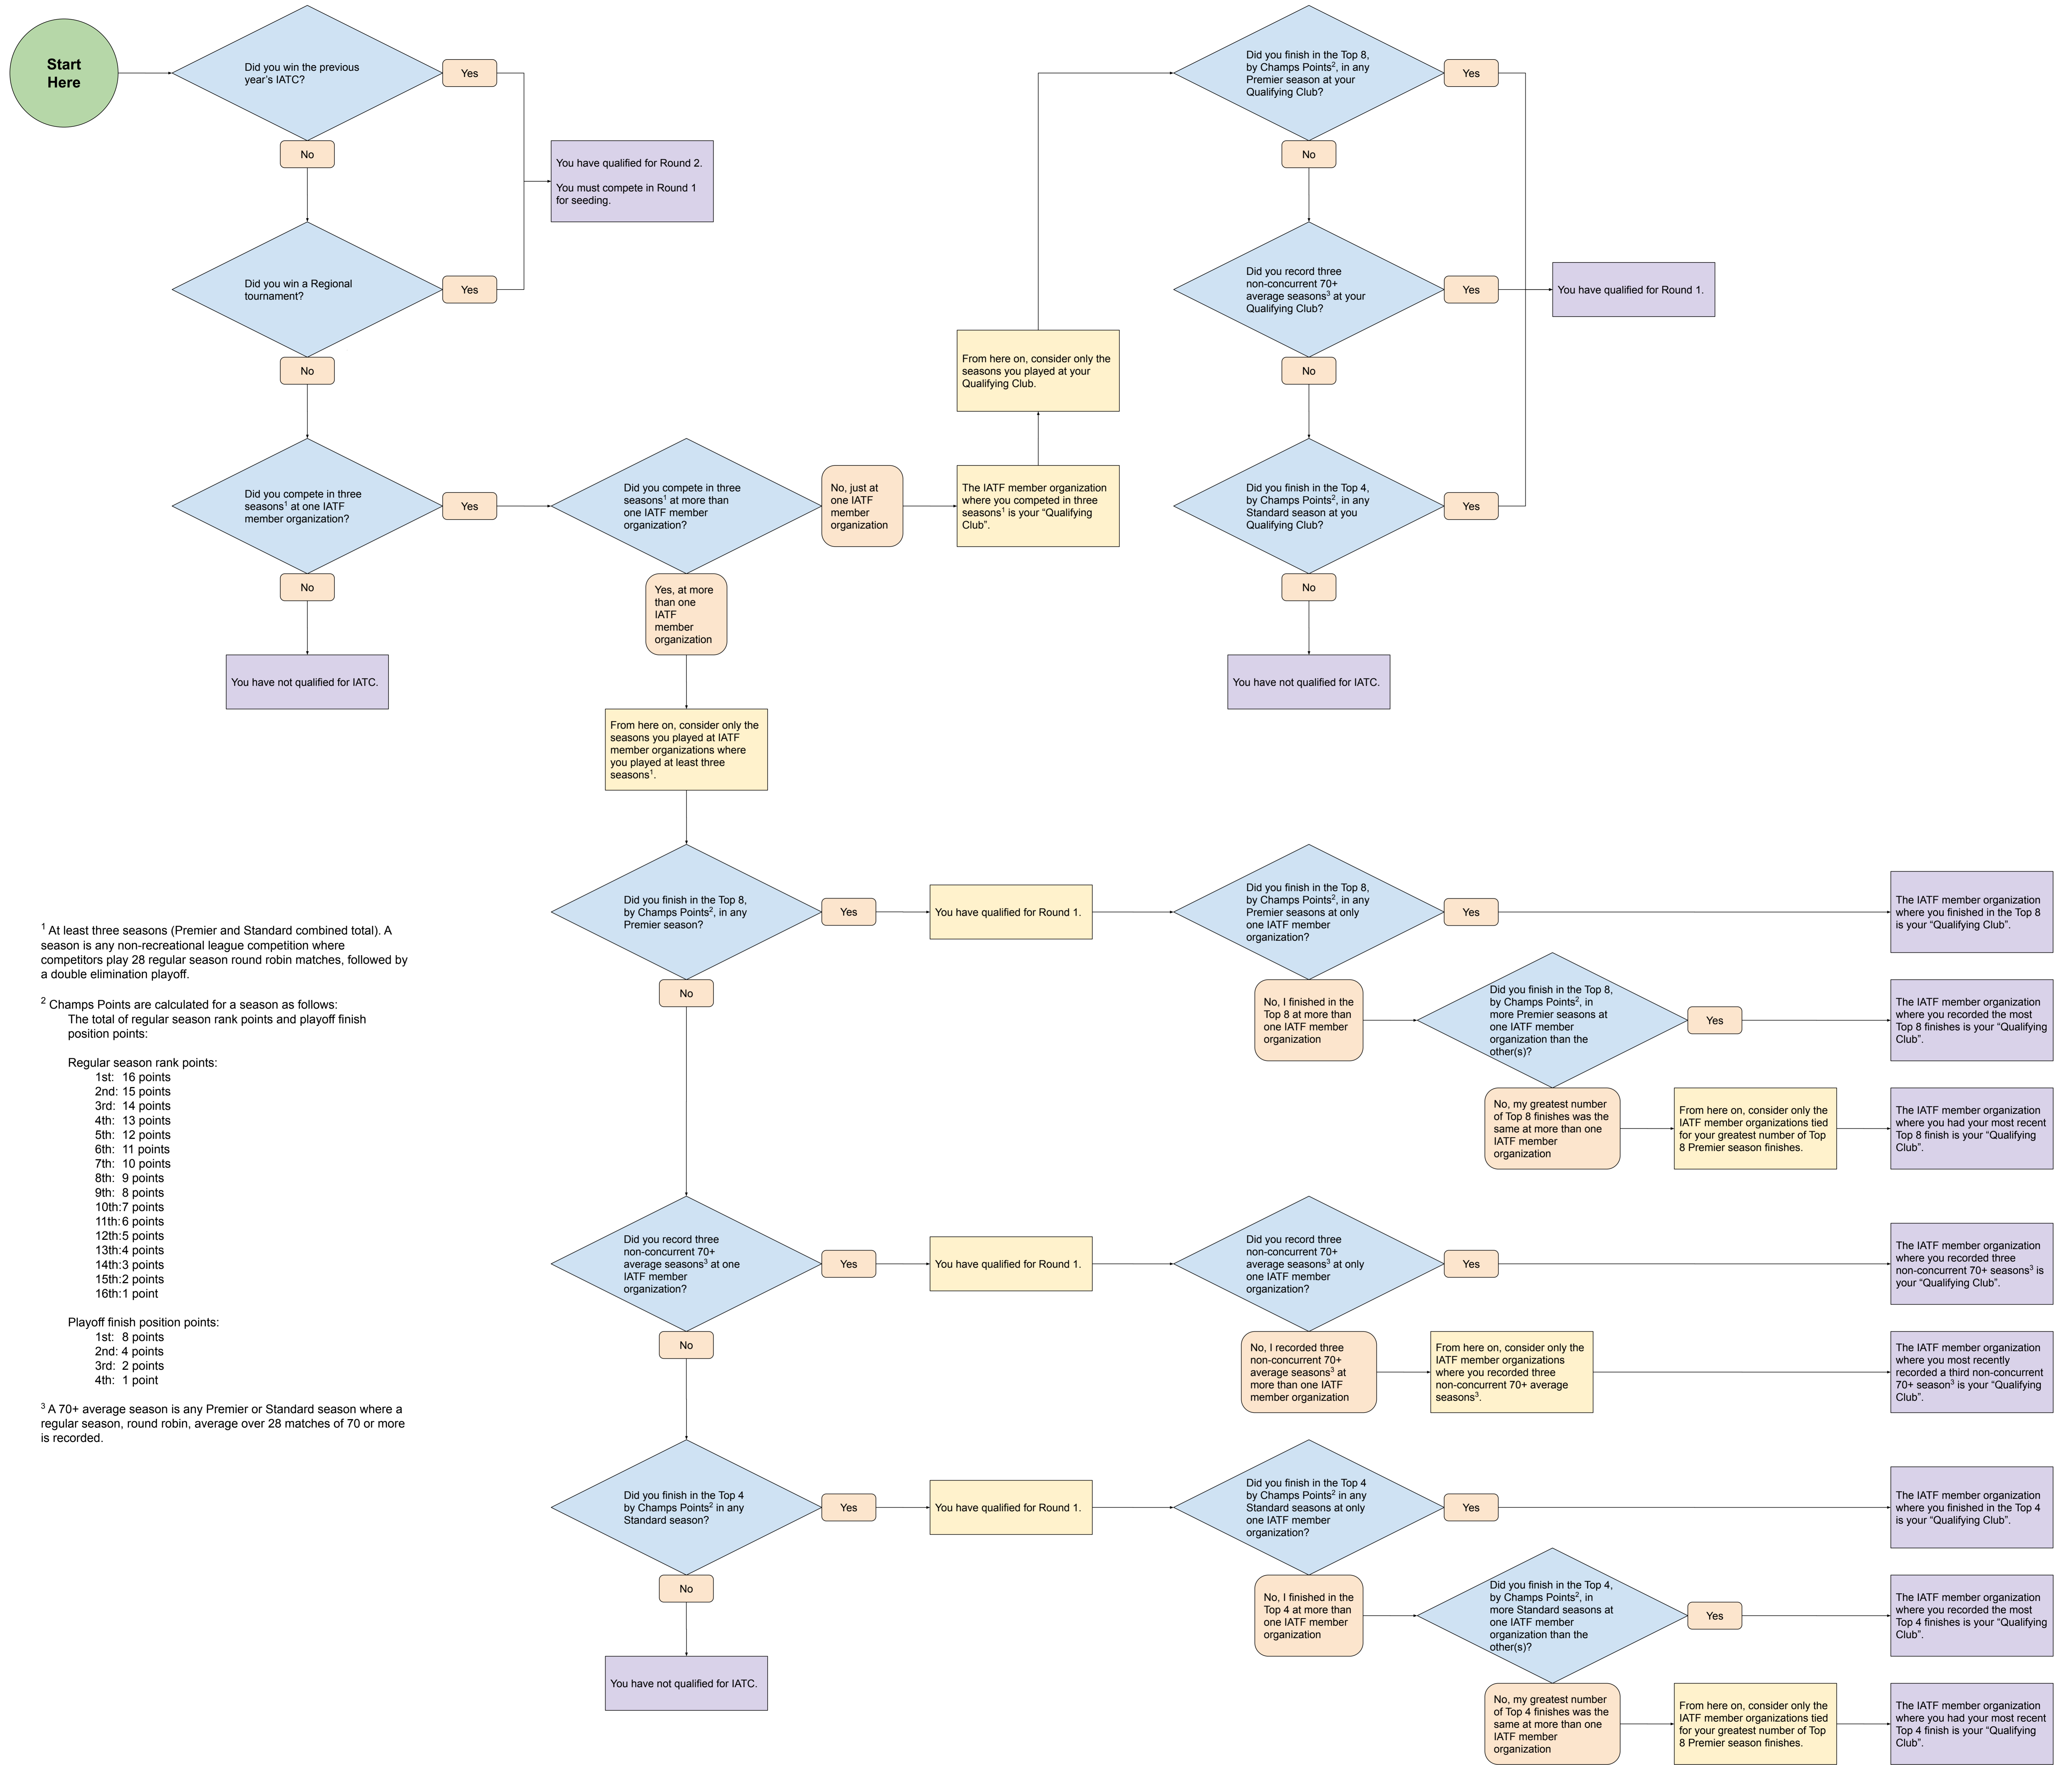 Start
Here
Did you win the previous
year's IATC?
Yes
No
You have qualified for Round 2.
You must compete in Round 1
for seeding.
Did you win a Regional
tournament?
Yes
No
Did you compete in three
seasons¹ at one IATF
member organization?
Yes
No
You have not qualified for IATC.
Did you compete in three
seasons¹ at more than
one IATF member
organization?
No, just at
one IATF
member
organization
The IATF member organization
where you competed in three
seasons¹ is your “Qualifying
Club”.
From here on, consider only the
seasons you played at your
Qualifying Club.
Did you finish in the Top 8,
by Champs Points², in any
Premier season at your
Qualifying Club?
Yes
No
Did you record three
non-concurrent 70+
average seasons³ at your
Qualifying Club?
Yes
You have qualified for Round 1.
No
Did you finish in the Top 4,
by Champs Points², in any
Standard season at you
Qualifying Club?
Yes
No
You have not qualified for IATC.
Yes, at more
than one
IATF
member
organization
From here on, consider only the
seasons you played at IATF
member organizations where
you played at least three
seasons¹.
Did you finish in the Top 8,
by Champs Points², in any
Premier season?
Yes
You have qualified for Round 1.
Did you finish in the Top 8,
by Champs Points², in any
Premier seasons at only
one IATF member
organization?
Yes
The IATF member organization
where you finished in the Top 8
is your “Qualifying Club”.
No
No, I finished in the
Top 8 at more than
one IATF member
organization
Did you finish in the Top 8,
by Champs Points², in
more Premier seasons at
one IATF member
organization than the
other(s)?
Yes
The IATF member organization
where you recorded the most
Top 8 finishes is your “Qualifying
Club”.
No, my greatest number
of Top 8 finishes was the
same at more than one
IATF member
organization
From here on, consider only the
IATF member organizations tied
for your greatest number of Top
8 Premier season finishes.
The IATF member organization
where you had your most recent
Top 8 finish is your “Qualifying
Club”.
Did you record three
non-concurrent 70+
average seasons³ at one
IATF member
organization?
Yes
You have qualified for Round 1.
Did you record three
non-concurrent 70+
average seasons³ at only
one IATF member
organization?
Yes
The IATF member organization
where you recorded three
non-concurrent 70+ seasons³ is
your “Qualifying Club”.
No
No, I recorded three
non-concurrent 70+
average seasons³ at
more than one IATF
member organization
From here on, consider only the
IATF member organizations
where you recorded three
non-concurrent 70+ average
seasons³.
The IATF member organization
where you most recently
recorded a third non-concurrent
70+ season³ is your “Qualifying
Club”.
Did you finish in the Top 4
by Champs Points² in any
Standard season?
Yes
You have qualified for Round 1.
Did you finish in the Top 4
by Champs Points² in any
Standard seasons at only
one IATF member
organization?
Yes
The IATF member organization
where you finished in the Top 4
is your “Qualifying Club”.
No
You have not qualified for IATC.
No, I finished in the
Top 4 at more than
one IATF member
organization
Did you finish in the Top 4,
by Champs Points², in
more Standard seasons at
one IATF member
organization than the
other(s)?
Yes
The IATF member organization
where you recorded the most
Top 4 finishes is your “Qualifying
Club”.
No, my greatest number
of Top 4 finishes was the
same at more than one
IATF member
organization
From here on, consider only the
IATF member organizations tied
for your greatest number of Top
8 Premier season finishes.
The IATF member organization
where you had your most recent
Top 4 finish is your “Qualifying
Club”.
¹ At least three seasons (Premier and Standard combined total). A
season is any non-recreational league competition where
competitors play 28 regular season round robin matches, followed by
a double elimination playoff.
² Champs Points are calculated for a season as follows:
The total of regular season rank points and playoff finish
position points:
Regular season rank points:
1st: 16 points
2nd: 15 points
3rd: 14 points
4th: 13 points
5th: 12 points
6th: 11 points
7th: 10 points
8th: 9 points
9th: 8 points
10th: 7 points
11th: 6 points
12th: 5 points
13th: 4 points
14th: 3 points
15th: 2 points
16th: 1 point
Playoff finish position points:
1st: 8 points
2nd: 4 points
3rd: 2 points
4th: 1 point
³ A 70+ average season is any Premier or Standard season where a
regular season, round robin, average over 28 matches of 70 or more
is recorded.